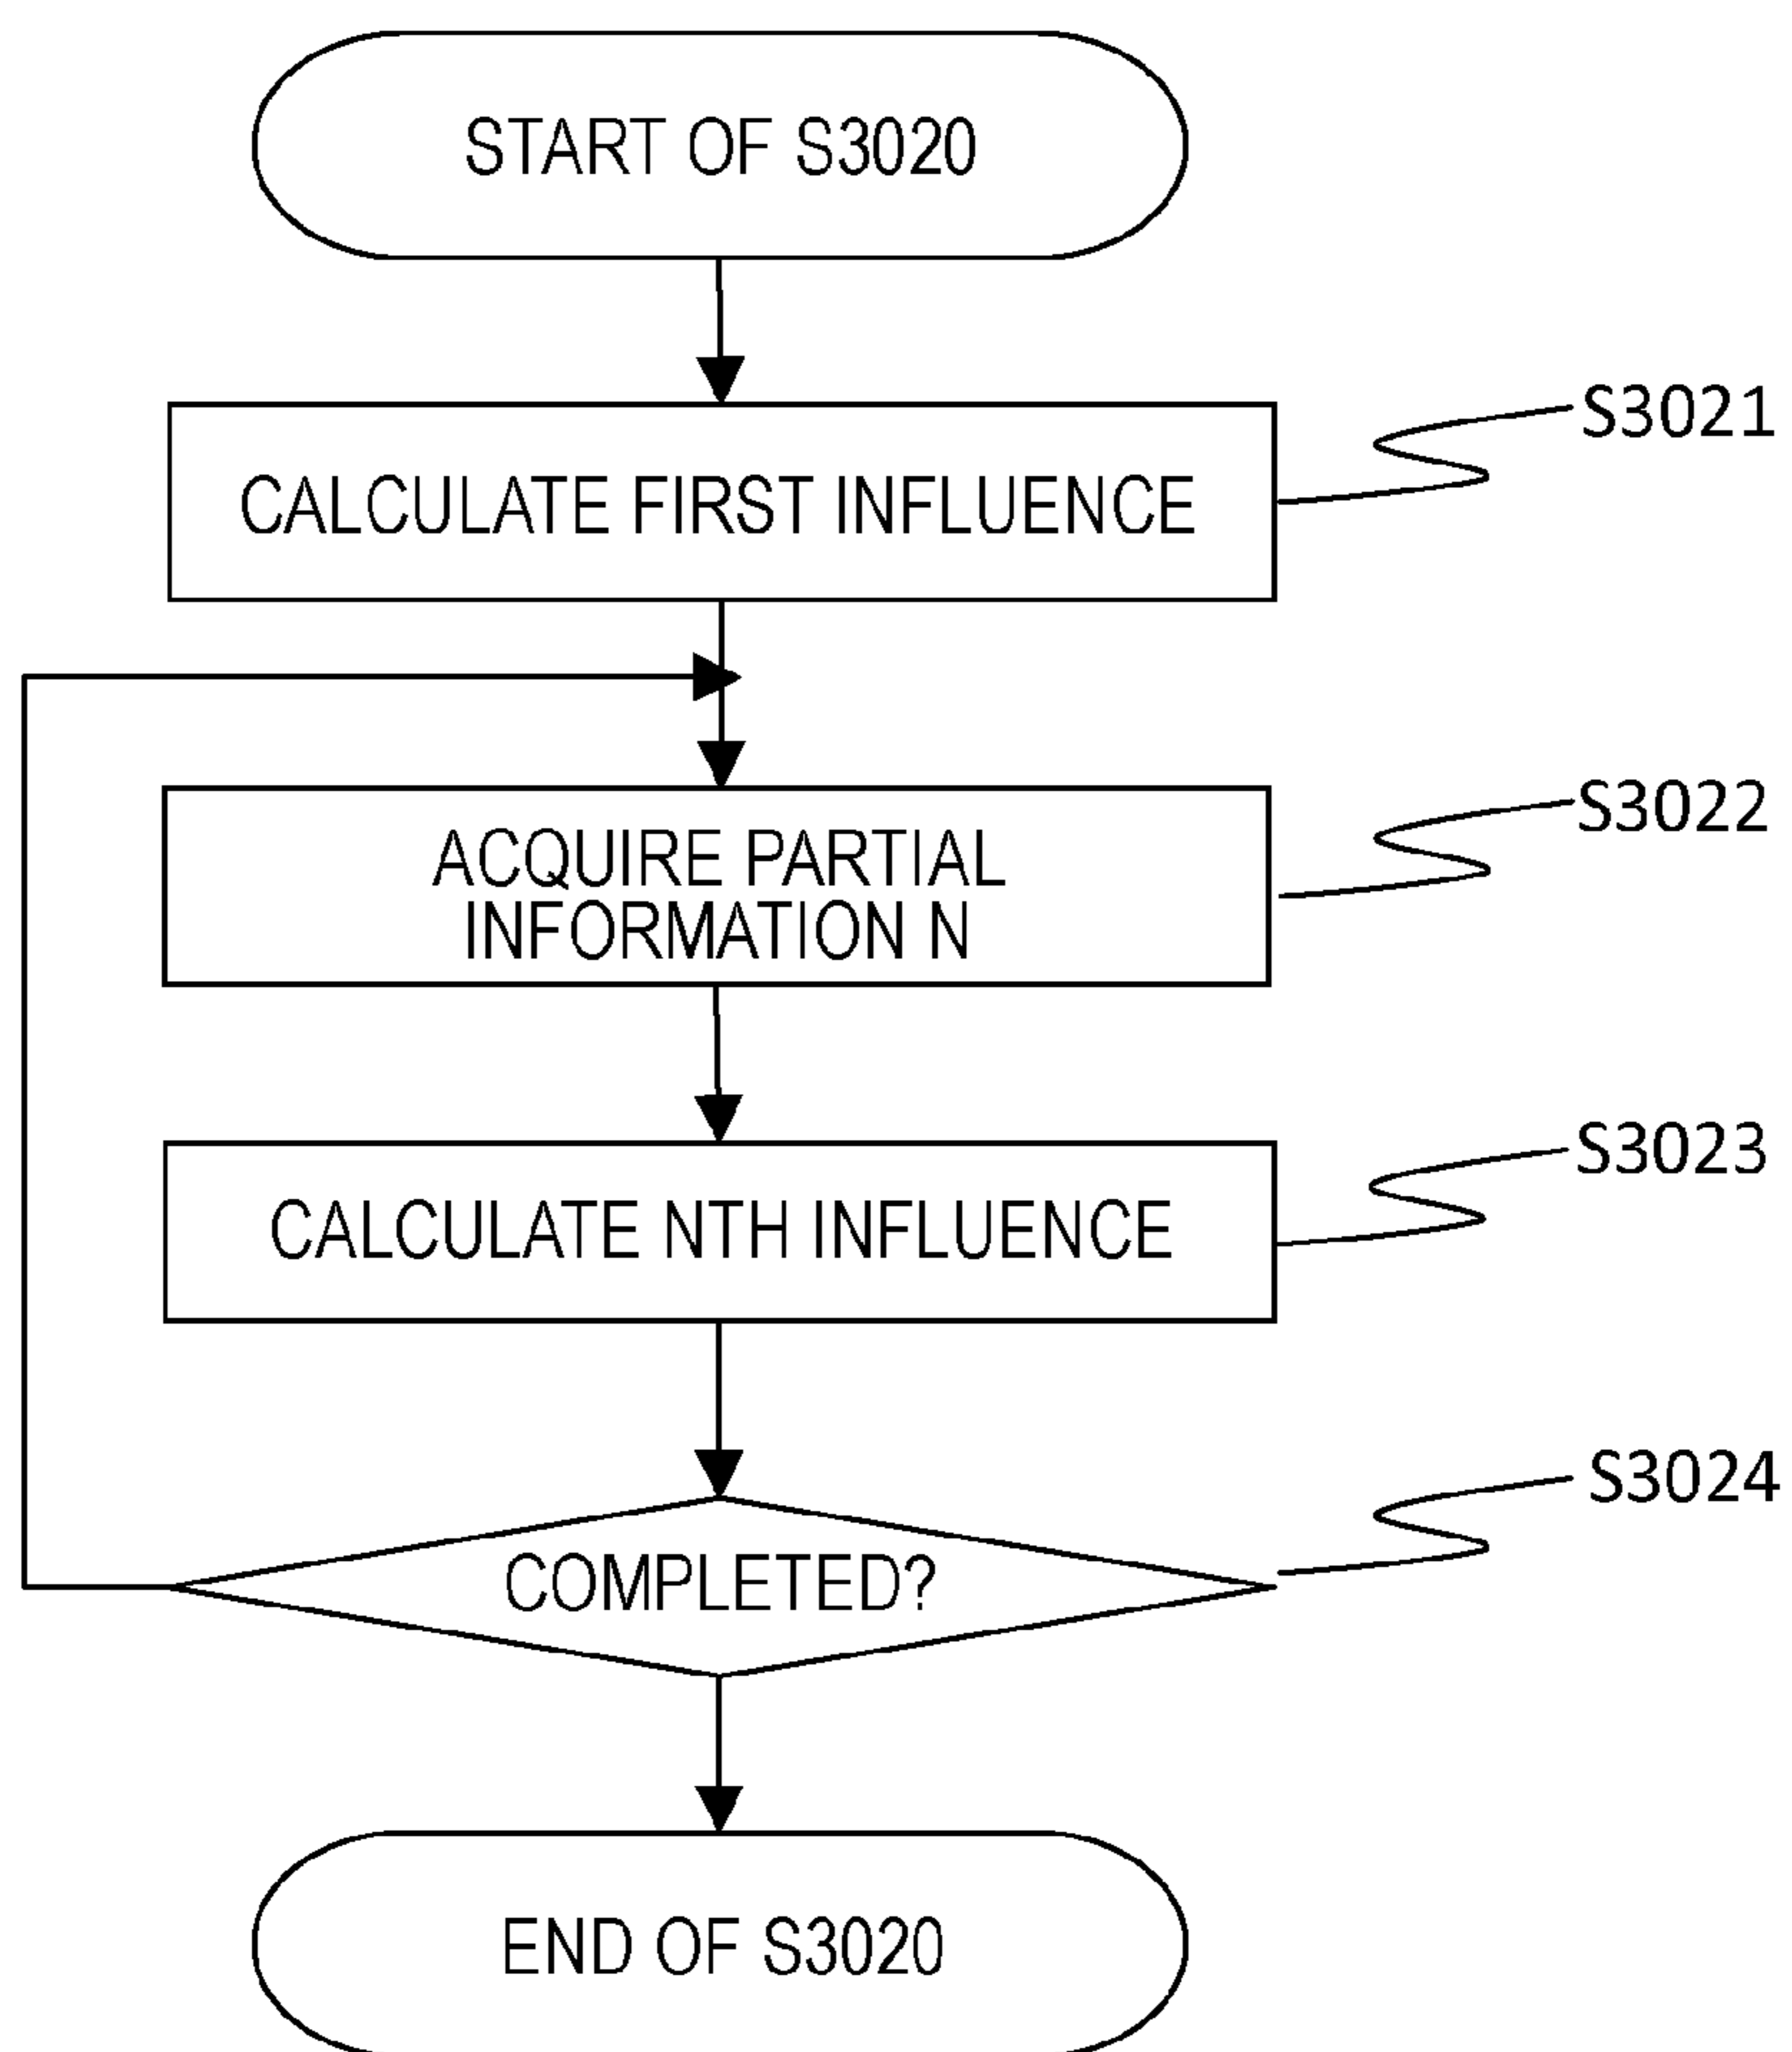 START OF S3020
S3021
CALCULATE FIRST INFLUENCE
S3022
ACQUIRE PARTIAL
INFORMATION N
S3023
CALCULATE NTH INFLUENCE
S3024
COMPLETED?
END OF S3020